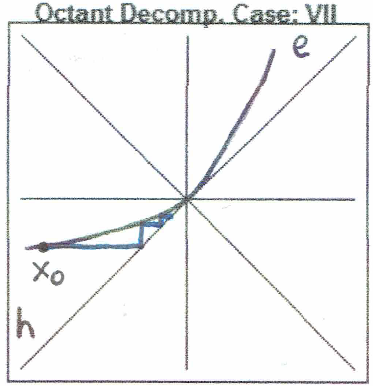 Octant Decomp. Case: VII
e
x0
h